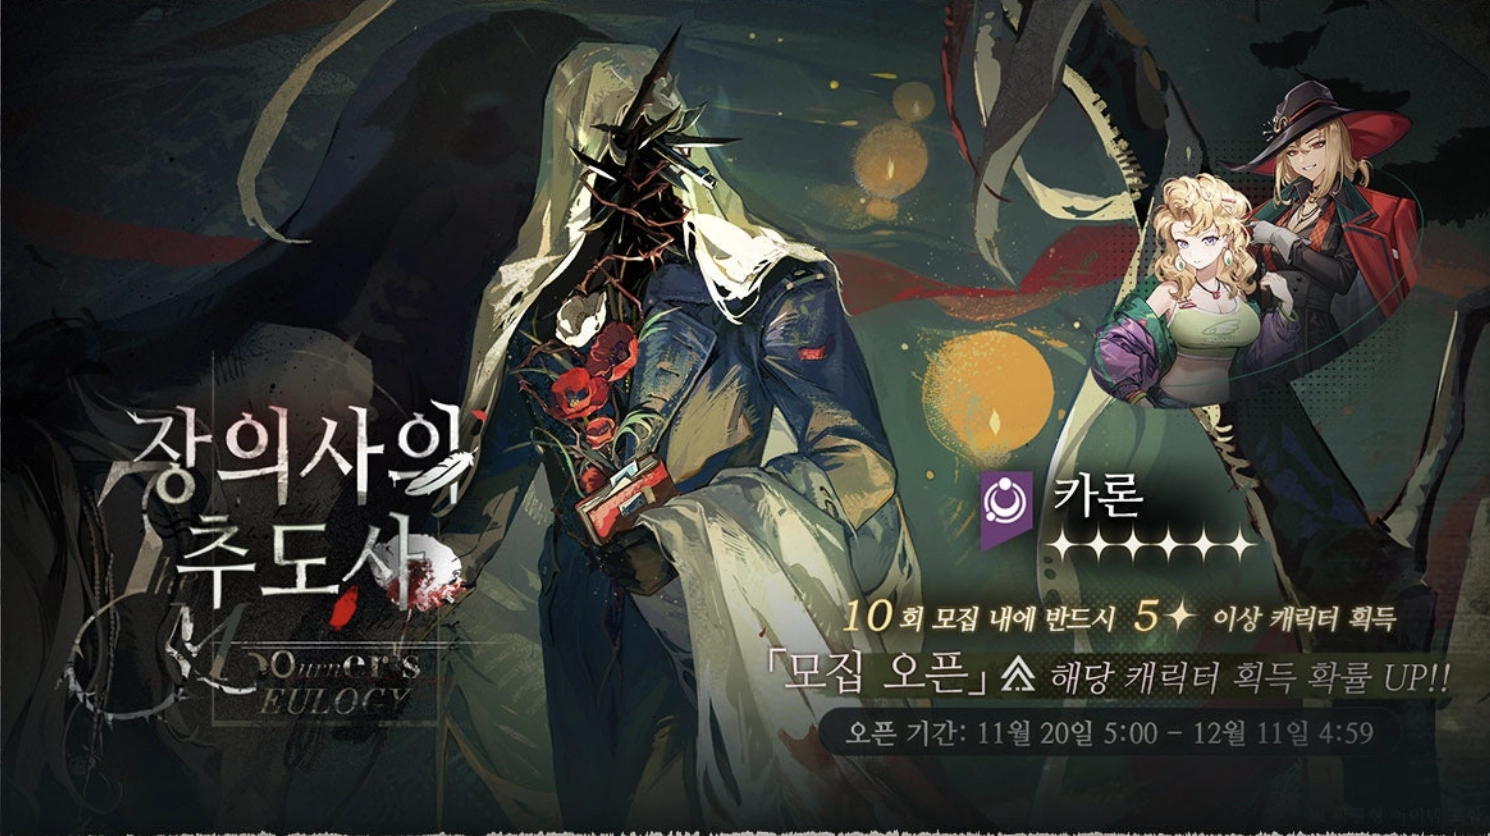 장의사의
추도사
The
Mourner's
EULOGY
카론
10회 모집 내에 반드시 5✦ 이상 캐릭터 획득
「모집 오픈」 해당 캐릭터 획득 확률 UP!!
오픈 기간: 11월 20일 5:00 - 12월 11일 4:59